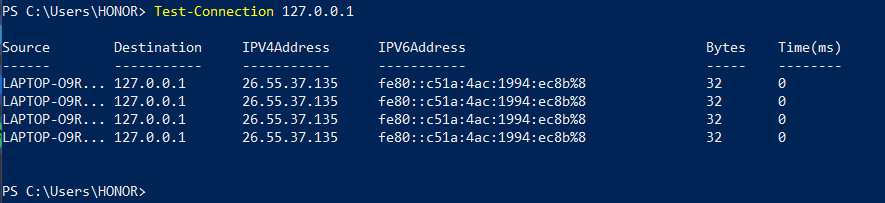 PS C:\Users\HONOR> Test-Connection 127.0.0.1
Source Destination IPV4Address IPV6Address Bytes Time(ms)
------ ----------- ----------- ----------- ----- --------
LAPTOP-O9R... 127.0.0.1 26.55.37.135 fe80::c51a:4ac:1994:ec8b%8 32 0
LAPTOP-O9R... 127.0.0.1 26.55.37.135 fe80::c51a:4ac:1994:ec8b%8 32 0
LAPTOP-O9R... 127.0.0.1 26.55.37.135 fe80::c51a:4ac:1994:ec8b%8 32 0
LAPTOP-O9R... 127.0.0.1 26.55.37.135 fe80::c51a:4ac:1994:ec8b%8 32 0
PS C:\Users\HONOR>